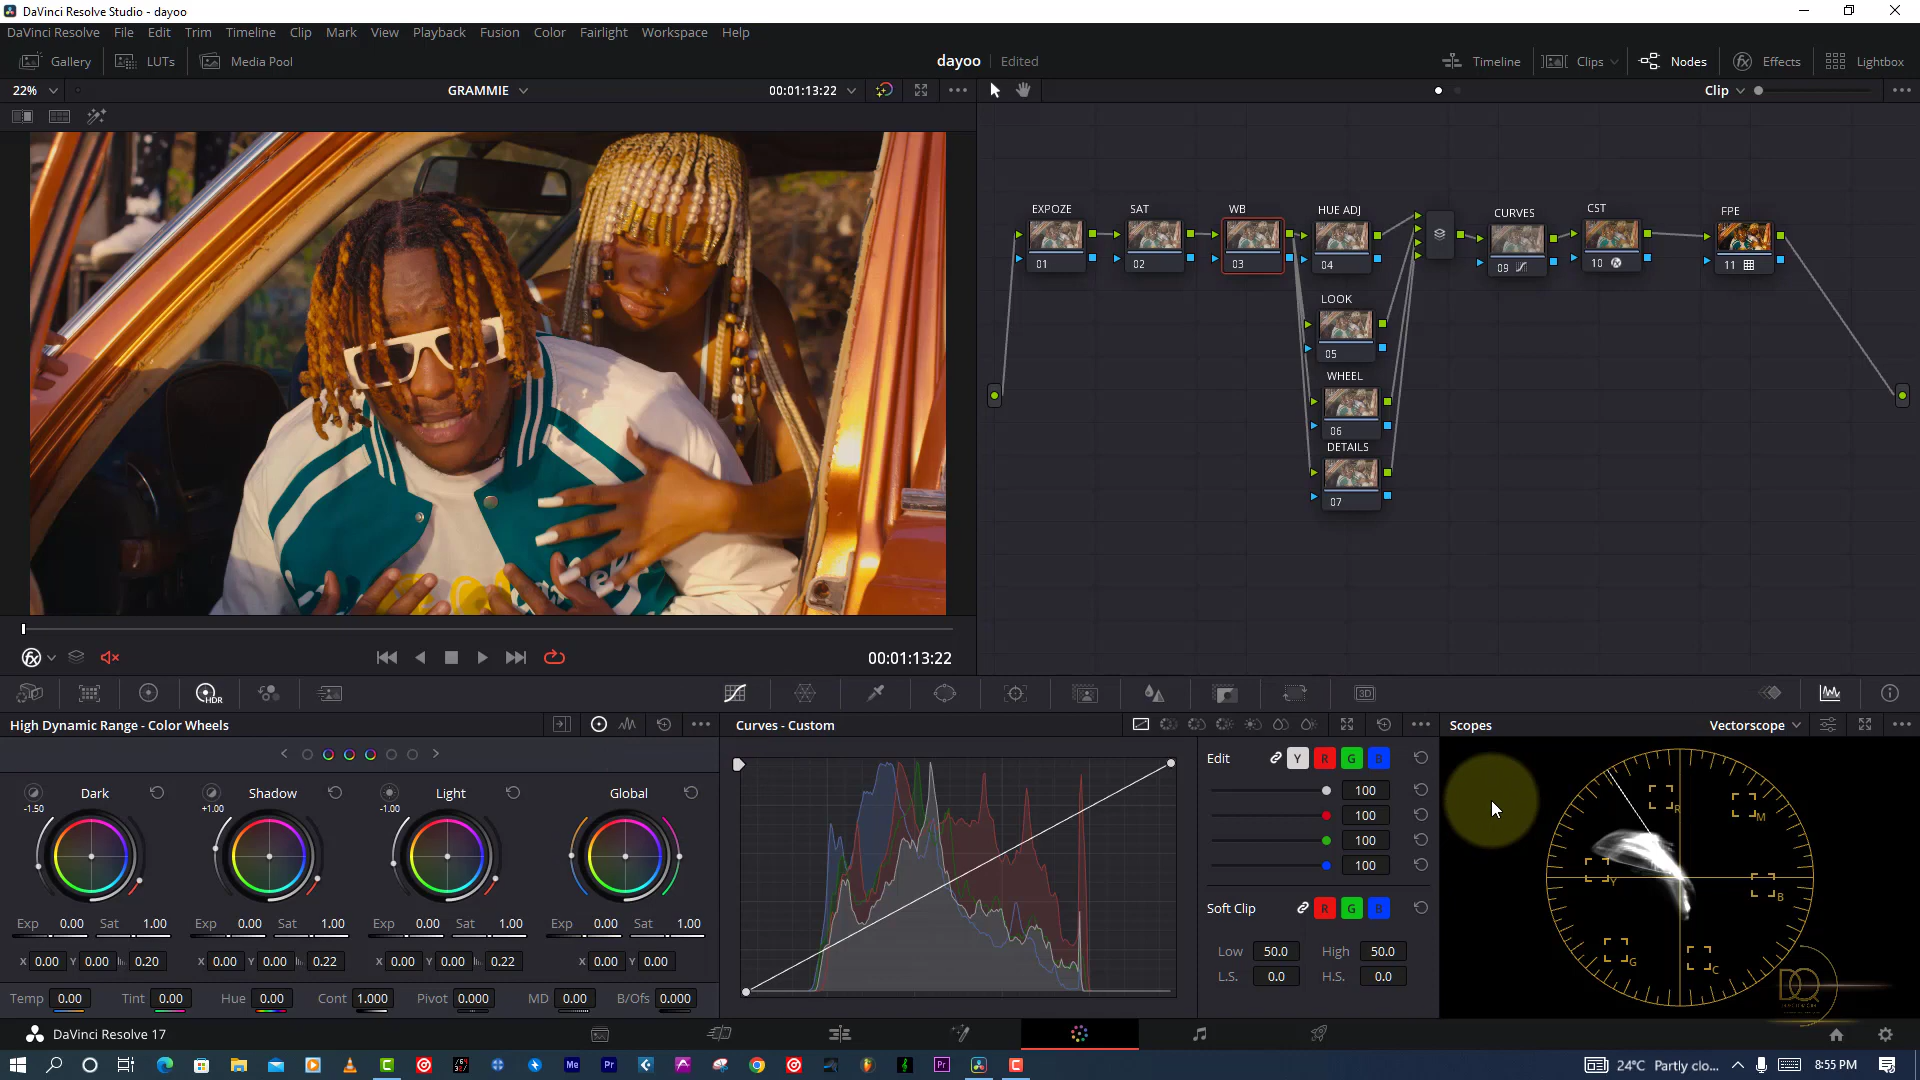 DaVinci Resolve Studio - dayoo
DaVinci Resolve File Edit Trim Timeline Clip Mark View Playback Fusion Color Fairlight Workspace Help
Gallery LUTs Media Pool dayoo Edited Timeline Clips Nodes Effects Lightbox
22% GRAMMIE 00:01:13:22 Clip
EXPOZE SAT WB HUE ADJ CURVES CST FPE
01 02 03 04 09 10 11
LOOK
05
WHEEL
06
DETAILS
07
00:01:13:22
HDR 3D
High Dynamic Range - Color Wheels Curves - Custom Scopes Vectorscope
Edit Y R G B
Dark Shadow Light Global
-1.50 +1.00 -1.00
100
100
100
100
R M Y B G C
Exp 0.00 Sat 1.00 Exp 0.00 Sat 1.00 Exp 0.00 Sat 1.00 Exp 0.00 Sat 1.00
Soft Clip R G B
X 0.00 Y 0.00 0.20 X 0.00 Y 0.00 0.22 X 0.00 Y 0.00 0.22 X 0.00 Y 0.00
Low 50.0 High 50.0
L.S. 0.0 H.S. 0.0
Temp 0.00 Tint 0.00 Hue 0.00 Cont 1.000 Pivot 0.000 MD 0.00 B/Ofs 0.000
DQ
DaVinci Resolve 17
Me Pr Pr 24°C Partly clo... 8:55 PM